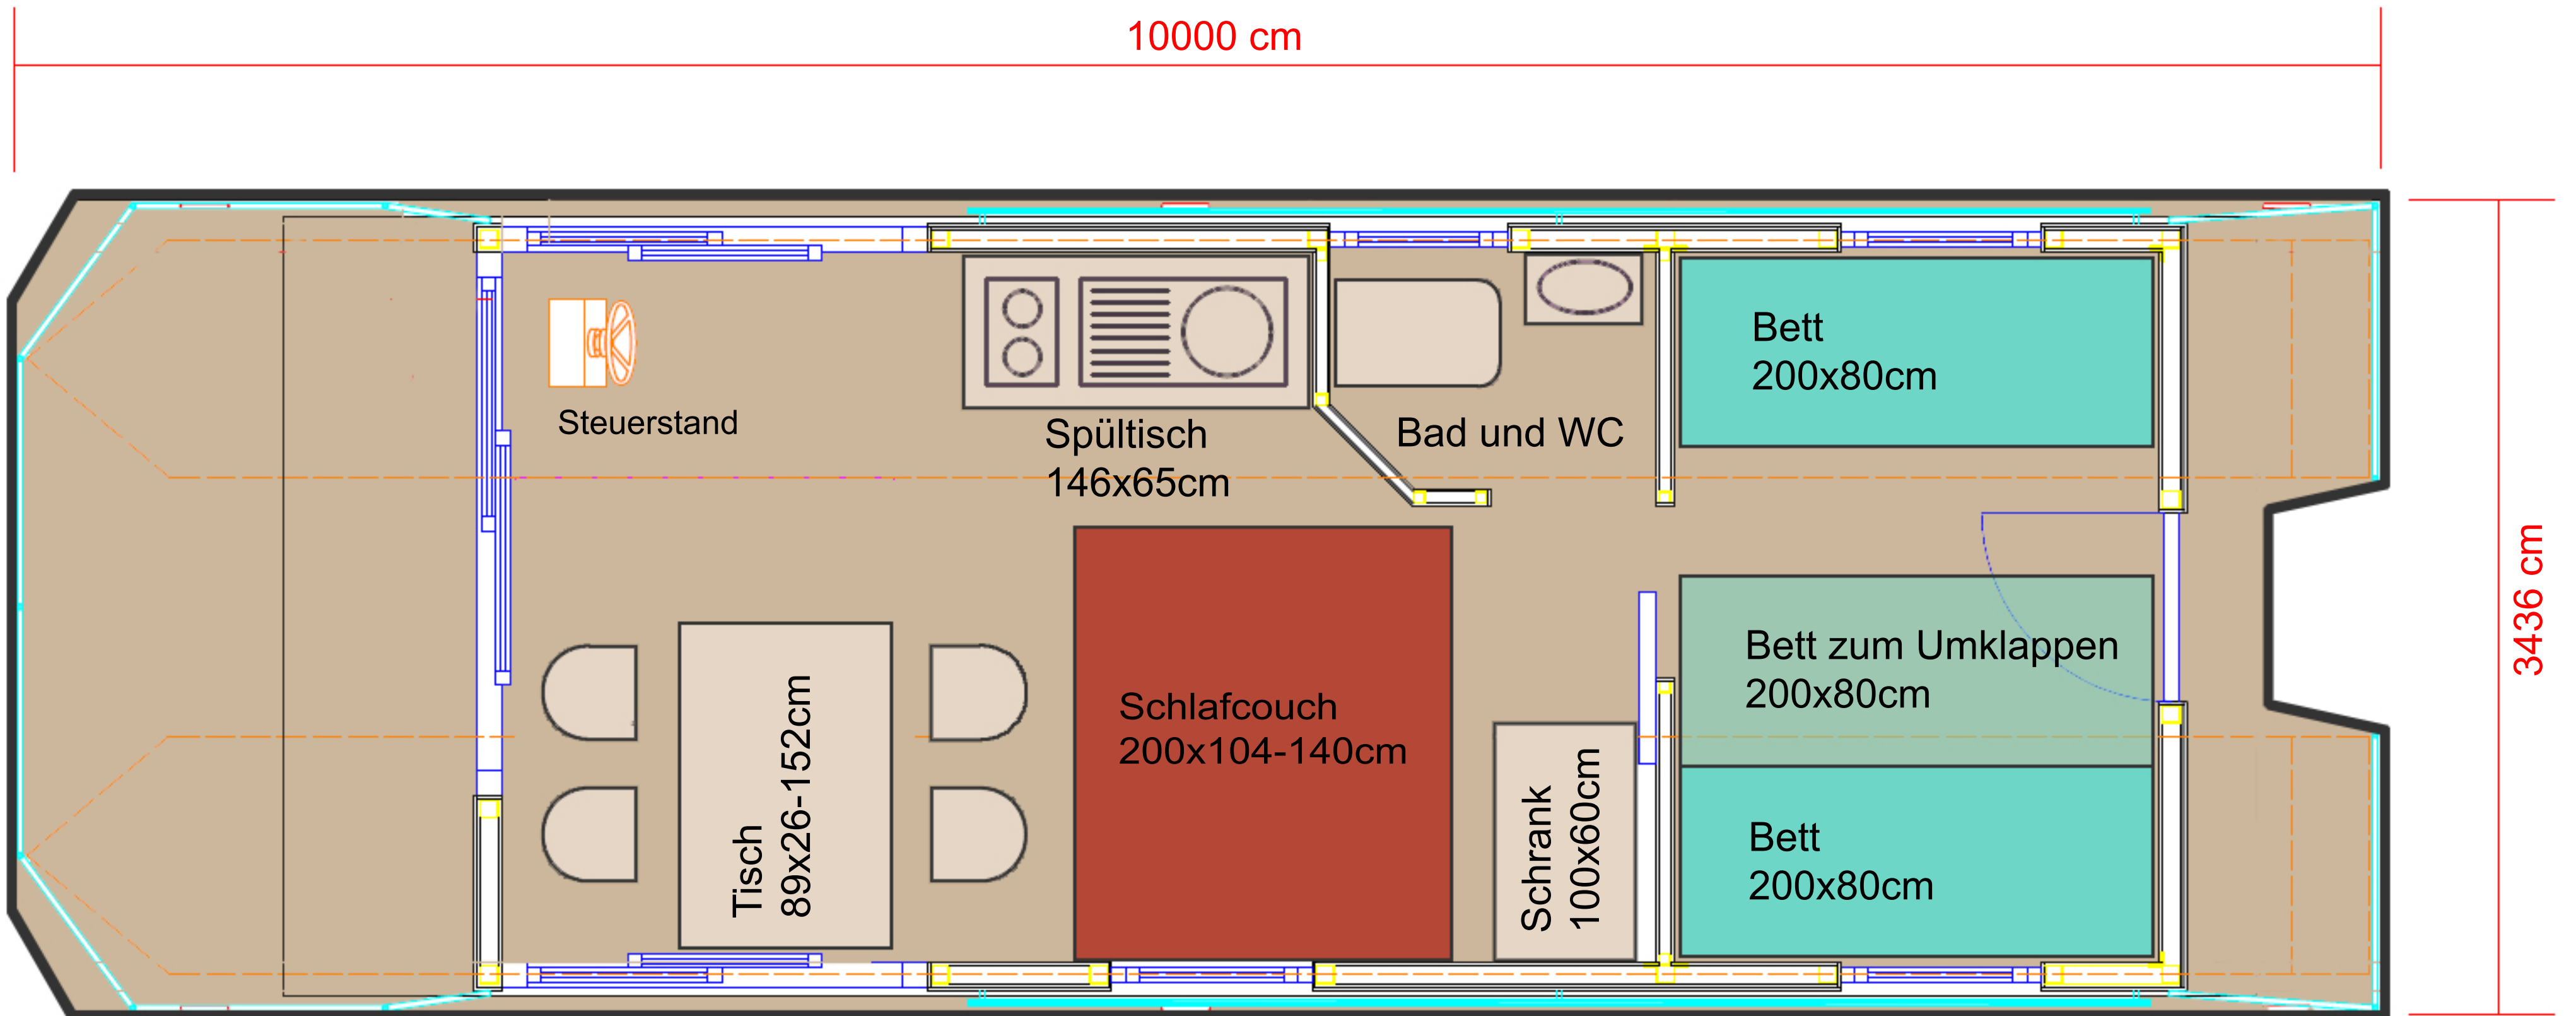 10000 cm
3436 cm
Steuerstand
Spültisch
146x65cm
Bad und WC
Bett
200x80cm
Bett zum Umklappen
200x80cm
Bett
200x80cm
Schlafcouch
200x104-140cm
Tisch
89x26-152cm
Schrank
100x60cm